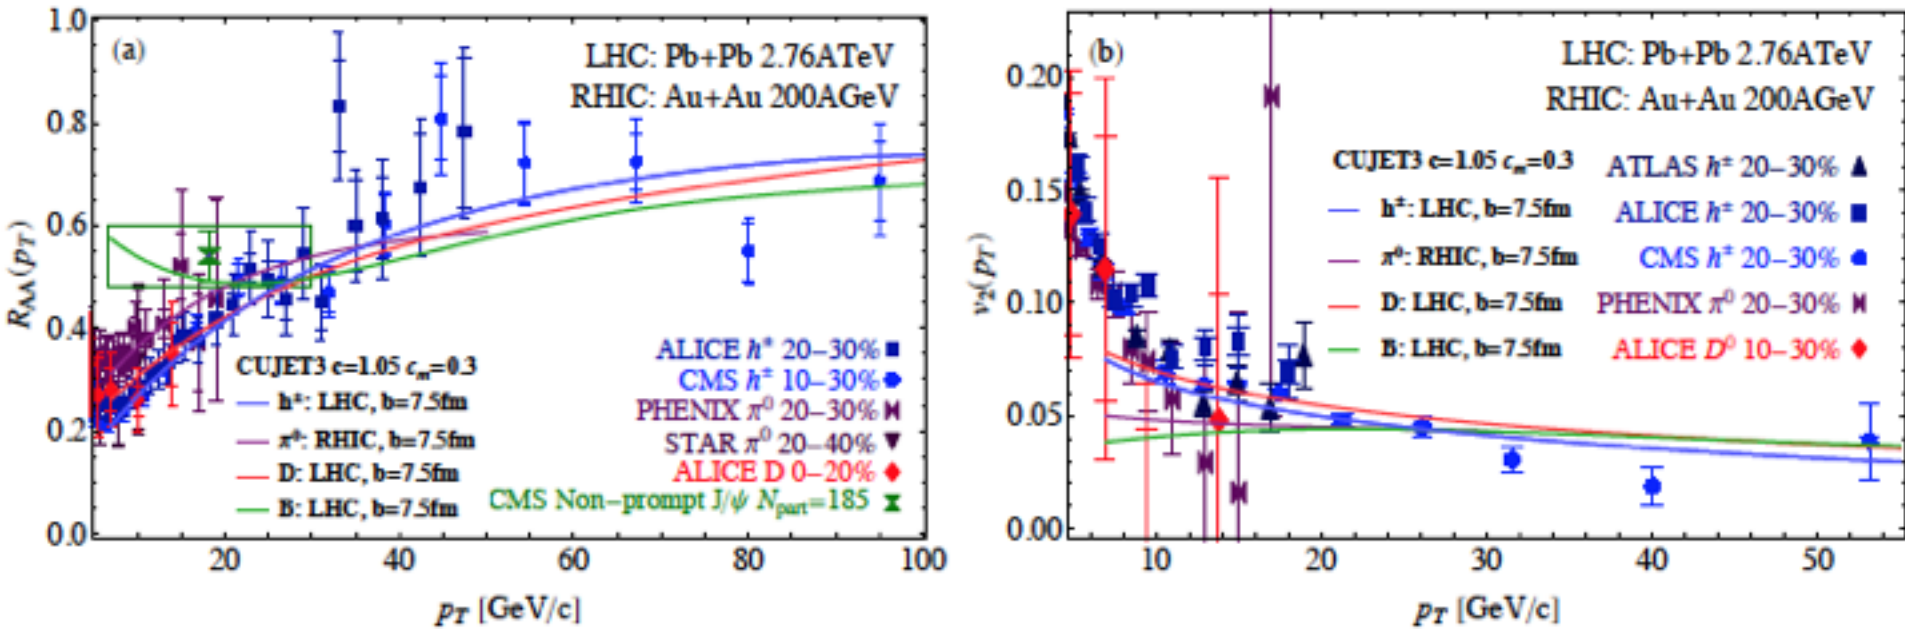 (a)
LHC: Pb+Pb 2.76ATeV
RHIC: Au+Au 200AGeV
R_AA(p_T)
1.0
0.8
0.6
0.4
0.2
0.0
CUJET3 c=1.05 c_m=0.3
h^±: LHC, b=7.5fm
π^0: RHIC, b=7.5fm
D: LHC, b=7.5fm
B: LHC, b=7.5fm
ALICE h^± 20–30%
CMS h^± 10–30%
PHENIX π^0 20–30%
STAR π^0 20–40%
ALICE D 0–20%
CMS Non–prompt J/ψ N_part=185
20 40 60 80 100
p_T [GeV/c]
(b)
LHC: Pb+Pb 2.76ATeV
RHIC: Au+Au 200AGeV
v_2(p_T)
0.20
0.15
0.10
0.05
0.00
CUJET3 c=1.05 c_m=0.3
h^±: LHC, b=7.5fm
π^0: RHIC, b=7.5fm
D: LHC, b=7.5fm
B: LHC, b=7.5fm
ATLAS h^± 20–30%
ALICE h^± 20–30%
CMS h^± 20–30%
PHENIX π^0 20–30%
ALICE D^0 10–30%
10 20 30 40 50
p_T [GeV/c]